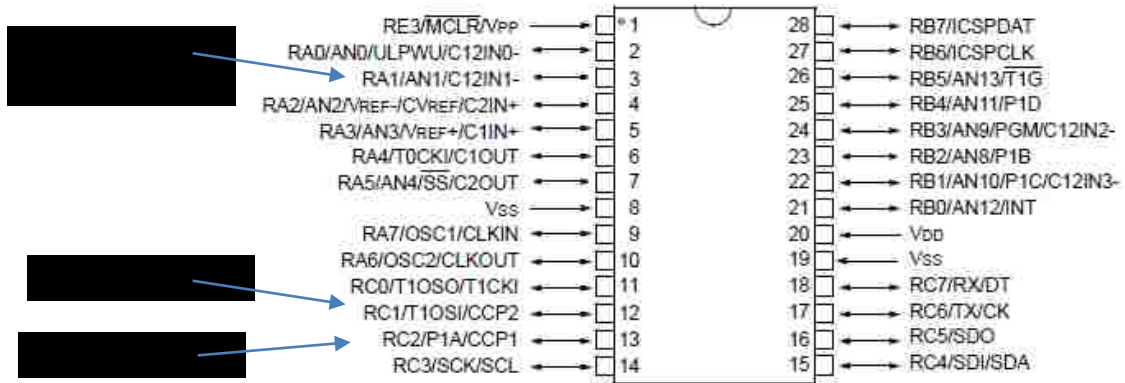 RE3/MCLR/VPP 1 28 RB7/ICSPDAT
RA0/AN0/ULPWU/C12IN0- 2 27 RB6/ICSPCLK
RA1/AN1/C12IN1- 3 26 RB5/AN13/T1G
RA2/AN2/VREF-/CVREF/C2IN+ 4 25 RB4/AN11/P1D
RA3/AN3/VREF+/C1IN+ 5 24 RB3/AN9/PGM/C12IN2-
RA4/T0CKI/C1OUT 6 23 RB2/AN8/P1B
RA5/AN4/SS/C2OUT 7 22 RB1/AN10/P1C/C12IN3-
VSS 8 21 RB0/AN12/INT
RA7/OSC1/CLKIN 9 20 VDD
RA6/OSC2/CLKOUT 10 19 VSS
RC0/T1OSO/T1CKI 11 18 RC7/RX/DT
RC1/T1OSI/CCP2 12 17 RC6/TX/CK
RC2/P1A/CCP1 13 16 RC5/SDO
RC3/SCK/SCL 14 15 RC4/SDI/SDA